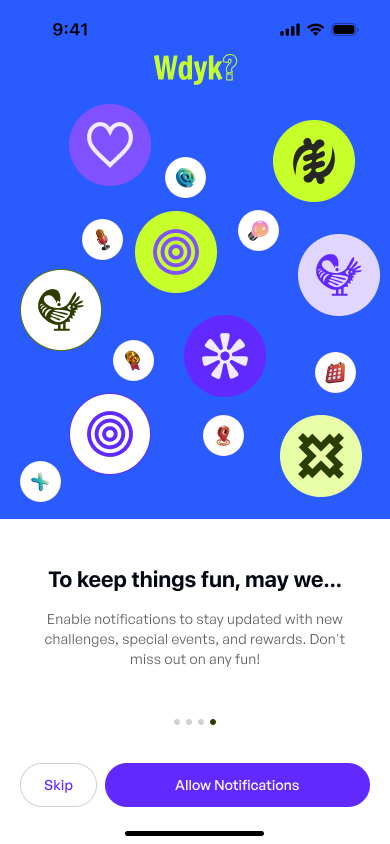 9:41
Wdyk?
To keep things fun, may we...
Enable notifications to stay updated with new
challenges, special events, and rewards. Don't
miss out on any fun!
Skip
Allow Notifications